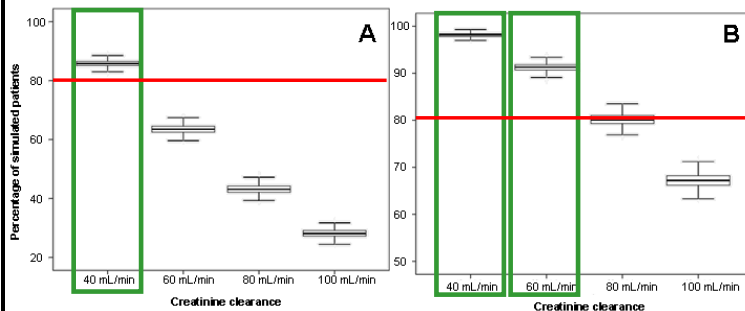 A
Percentage of simulated patients
100
80
60
40
20
40 mL/min 60 mL/min 80 mL/min 100 mL/min
Creatinine clearance
B
100
90
80
70
60
50
40 mL/min 60 mL/min 80 mL/min 100 mL/min
Creatinine clearance